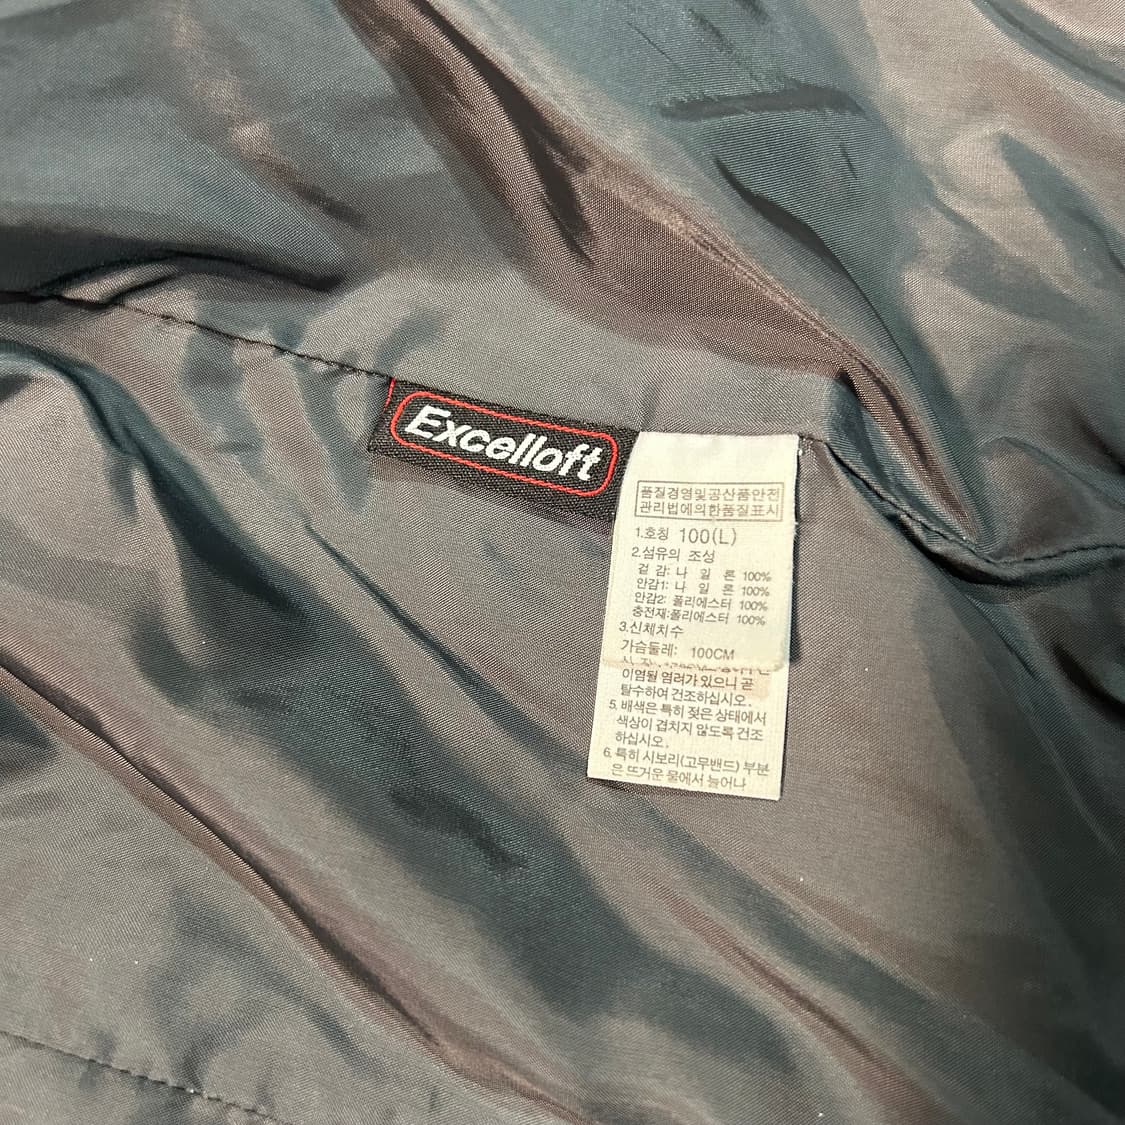 Excelloft
품질경영및공산품안전
관리법에의한품질표시
1.호칭 100(L)
2.섬유의 조성
겉 감: 나 일 론 100%
안감1: 나 일 론 100%
안감2: 폴리에스터 100%
충전재:폴리에스터 100%
3.신체치수
가슴둘레: 100CM
이염될 염려가 있으니 곧
탈수하여 건조하십시오.
5. 배색은 특히 젖은 상태에서
색상이 겹치지 않도록 건조
하십시오.
6. 특히 시보리(고무밴드) 부분
은 뜨거운 물에서 늘어나